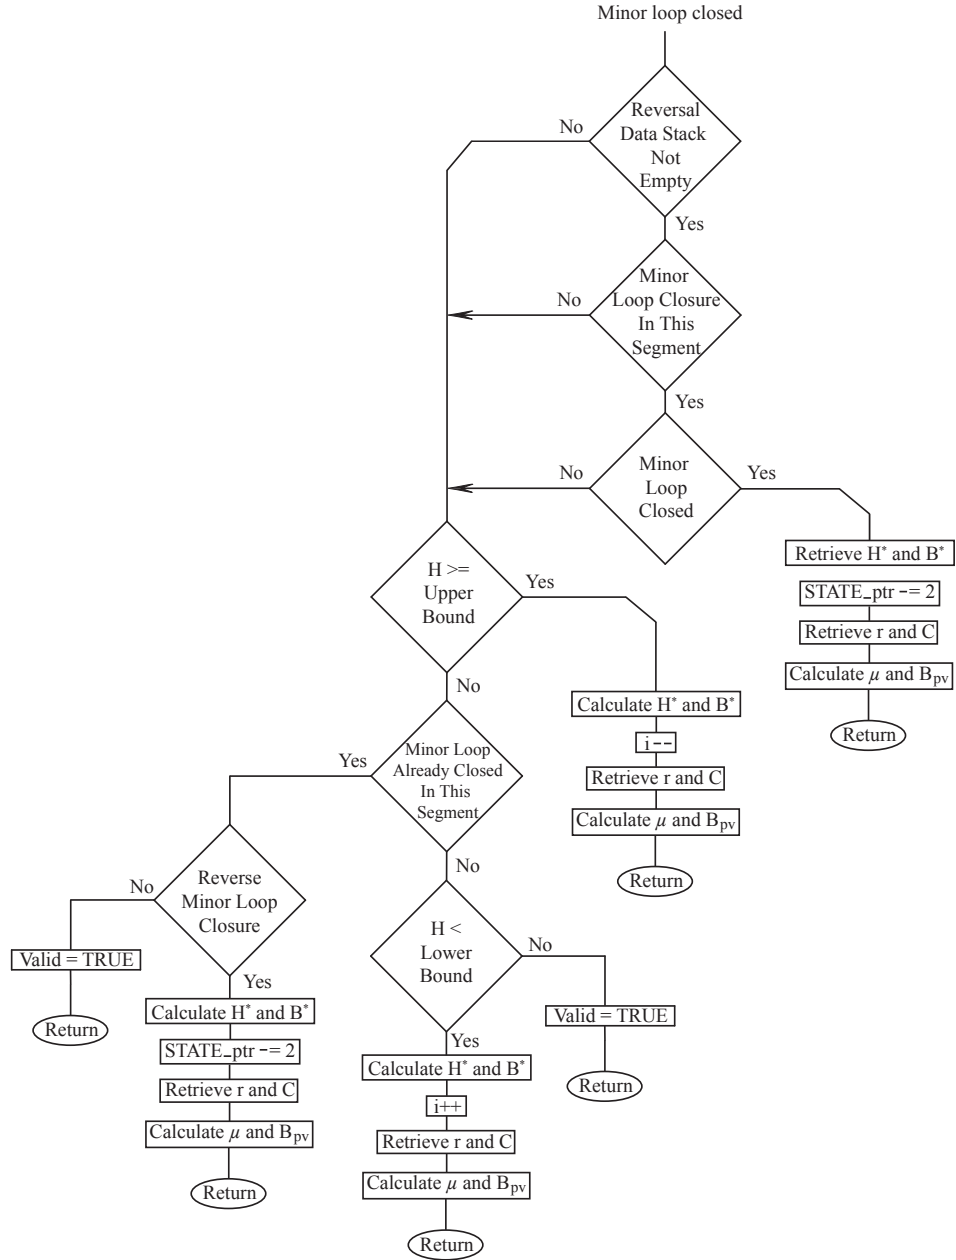 Minor loop closed
Reversal
Data Stack
Not
Empty
No
Yes
Minor
Loop Closure
In This
Segment
No
Yes
Minor
Loop
Closed
No
Yes
Retrieve H* and B*
STATE_ptr -= 2
Retrieve r and C
Calculate μ and Bpv
Return
H >=
Upper
Bound
Yes
No
Calculate H* and B*
i--
Retrieve r and C
Calculate μ and Bpv
Return
Minor Loop
Already Closed
In This
Segment
Yes
No
Reverse
Minor Loop
Closure
No
Valid = TRUE
Return
Yes
Calculate H* and B*
STATE_ptr -= 2
Retrieve r and C
Calculate μ and Bpv
Return
H <
Lower
Bound
No
Valid = TRUE
Return
Yes
Calculate H* and B*
i++
Retrieve r and C
Calculate μ and Bpv
Return